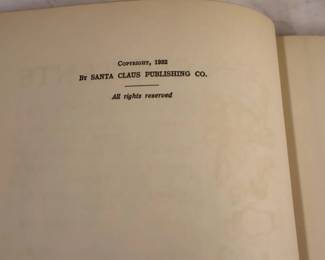 Copyright, 1932
By SANTA CLAUS PUBLISHING CO.
All rights reserved